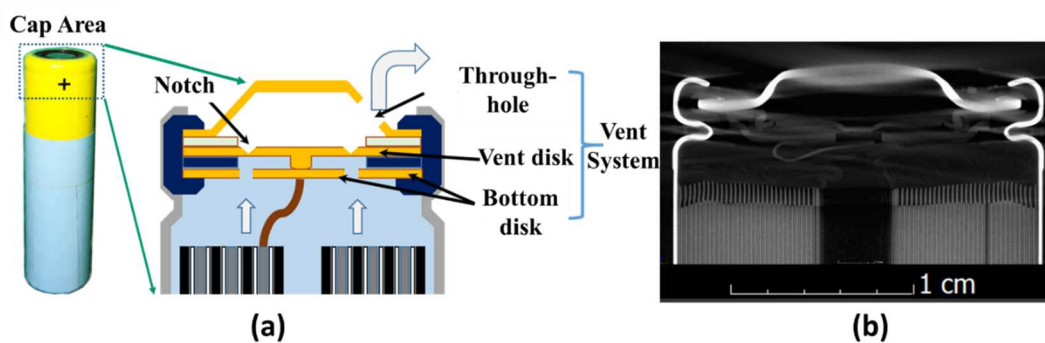 Cap Area
+
Notch
Through-
hole
Vent disk
Bottom
disk
Vent
System
1 cm
(a)
(b)